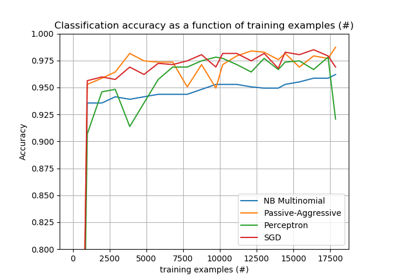 Classification accuracy as a function of training examples (#)
1.000
0.975
0.950
0.925
0.900
0.875
0.850
0.825
0.800
Accuracy
NB Multinomial
Passive-Aggressive
Perceptron
SGD
0 2500 5000 7500 10000 12500 15000 17500
training examples (#)